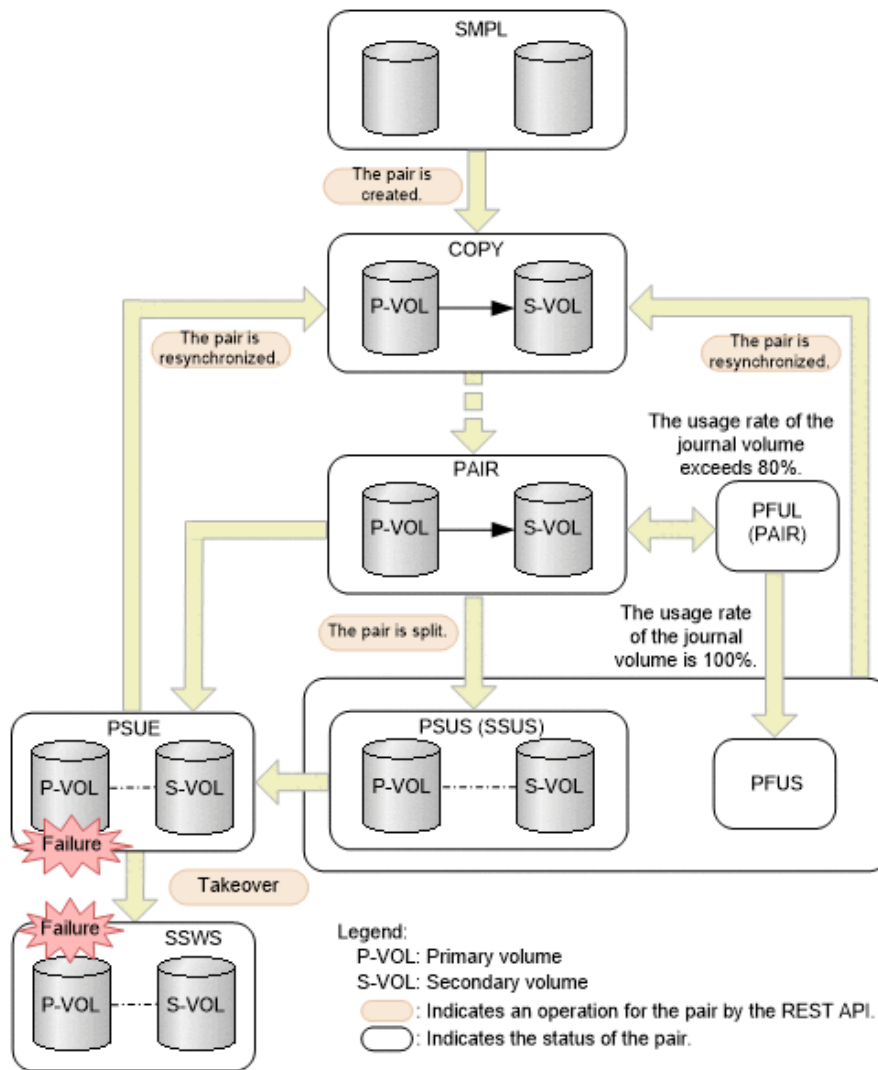 SMPL
The pair is
created.
COPY
P-VOL
S-VOL
The pair is
resynchronized.
The pair is
resynchronized.
The usage rate of the
journal volume
exceeds 80%.
PAIR
P-VOL
S-VOL
PFUL
(PAIR)
The pair is split.
The usage rate
of the journal
volume is 100%.
PSUE
P-VOL
S-VOL
Failure
PSUS (SSUS)
P-VOL
S-VOL
PFUS
Takeover
Failure
SSWS
P-VOL
S-VOL
Legend:
P-VOL: Primary volume
S-VOL: Secondary volume
: Indicates an operation for the pair by the REST API.
: Indicates the status of the pair.